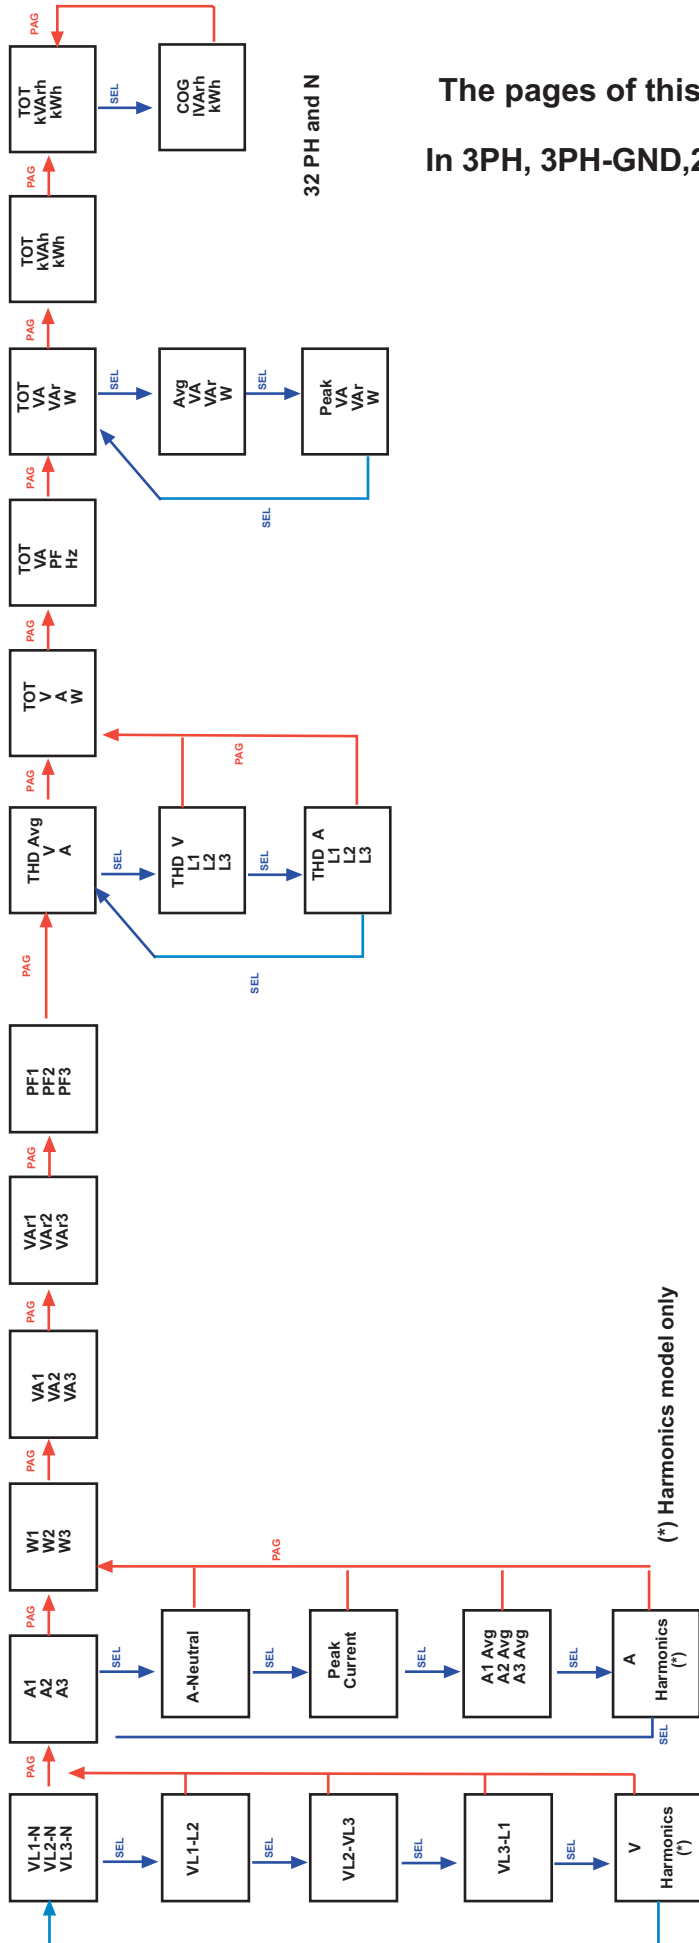 The pages of this
In 3PH, 3PH-GND,2
32 PH and N
VL1-N
VL2-N
VL3-N
PAG
A1
A2
A3
PAG
W1
W2
W3
PAG
VA1
VA2
VA3
PAG
VAr1
VAr2
VAr3
PAG
PF1
PF2
PF3
PAG
THD Avg
V
A
PAG
TOT
V
A
W
PAG
TOT
VA
PF
Hz
PAG
TOT
VA
VAr
W
PAG
TOT
kVAh
kWh
PAG
TOT
kVArh
kWh
PAG
SEL
VL1-L2
SEL
VL2-VL3
SEL
VL3-L1
SEL
V
Harmonics
(*)
SEL
A-Neutral
SEL
Peak
Current
SEL
A1 Avg
A2 Avg
A3 Avg
SEL
A
Harmonics
(*)
SEL
PAG
SEL
THD V
L1
L2
L3
SEL
THD A
L1
L2
L3
SEL
PAG
SEL
Avg
VA
VAr
W
SEL
Peak
VA
VAr
W
SEL
SEL
COG
IVArh
kWh
(*) Harmonics model only